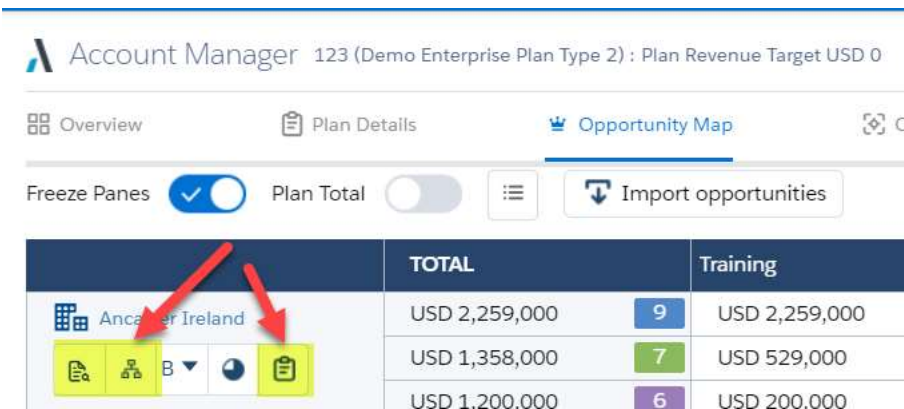 Account Manager 123 (Demo Enterprise Plan Type 2) : Plan Revenue Target USD 0
Overview Plan Details Opportunity Map
Freeze Panes Plan Total Import opportunities
TOTAL Training
Ireland USD 2,259,000 9 USD 2,259,000
B USD 1,358,000 7 USD 529,000
USD 1,200,000 6 USD 200,000